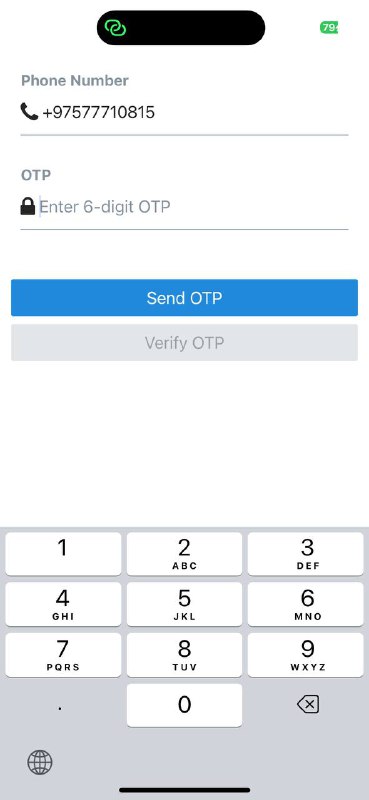 79
Phone Number
+97577710815
OTP
Enter 6-digit OTP
Send OTP
Verify OTP
1
2
ABC
3
DEF
4
GHI
5
JKL
6
MNO
7
PQRS
8
TUV
9
WXYZ
.
0